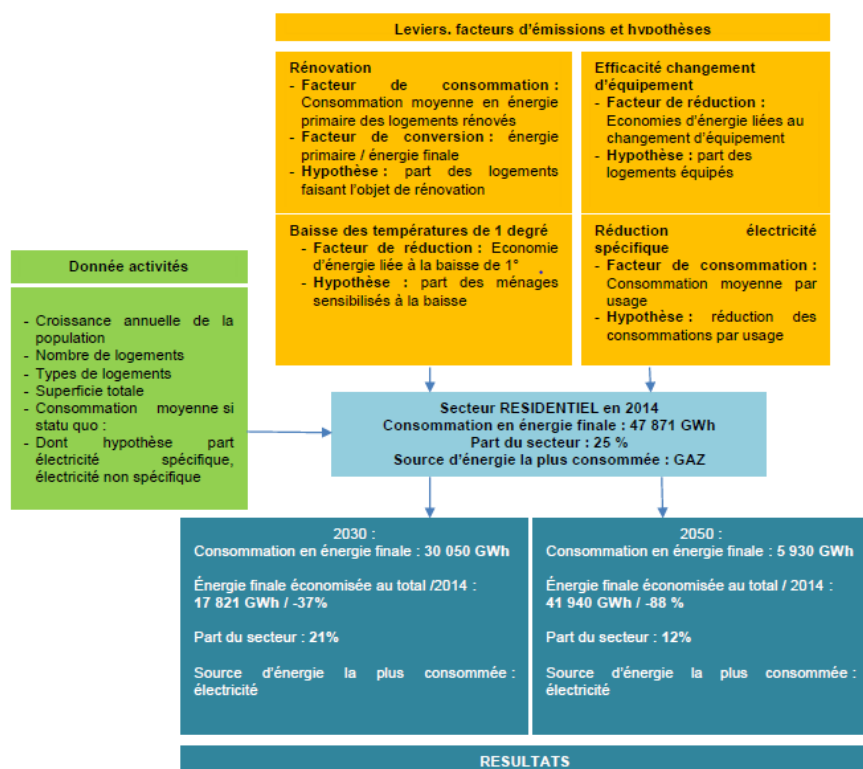 Leviers, facteurs d'émissions et hypothèses
Rénovation
- Facteur de consommation :
Consommation moyenne en énergie
primaire des logements rénovés
- Facteur de conversion : énergie
primaire / énergie finale
- Hypothèse : part des logements
faisant l'objet de rénovation
Efficacité changement
d'équipement
- Facteur de réduction :
Economies d'énergie liées au
changement d'équipement
- Hypothèse : part des
logements équipés
Baisse des températures de 1 degré
- Facteur de réduction : Economie
d'énergie liée à la baisse de 1°
- Hypothèse : part des ménages
sensibilisés à la baisse
Réduction électricité
spécifique
- Facteur de consommation :
Consommation moyenne par
usage
- Hypothèse : réduction des
consommations par usage
Donnée activités
- Croissance annuelle de la
population
- Nombre de logements
- Types de logements
- Superficie totale
- Consommation moyenne si
statu quo :
- Dont hypothèse part
électricité spécifique,
électricité non spécifique
Secteur RESIDENTIEL en 2014
Consommation en énergie finale : 47 871 GWh
Part du secteur : 25 %
Source d'énergie la plus consommée : GAZ
2030 :
Consommation en énergie finale : 30 050 GWh
Énergie finale économisée au total /2014 :
17 821 GWh / -37%
Part du secteur : 21%
Source d'énergie la plus consommée :
électricité
2050 :
Consommation en énergie finale : 5 930 GWh
Énergie finale économisée au total / 2014 :
41 940 GWh / -88 %
Part du secteur : 12%
Source d'énergie la plus consommée :
électricité
RESULTATS